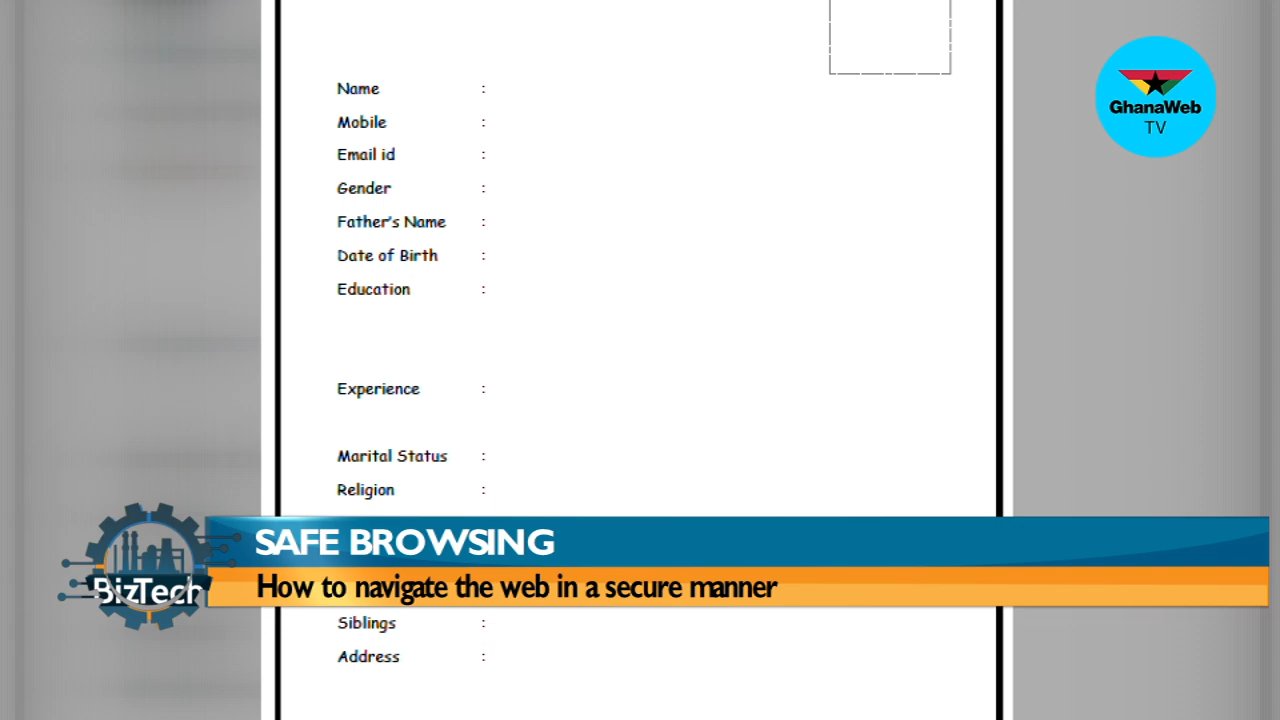 GhanaWeb
TV
Name :
Mobile :
Email id :
Gender :
Father's Name :
Date of Birth :
Education :
Experience :
Marital Status :
Religion :
SAFE BROWSING
How to navigate the web in a secure manner
BizTech
Siblings :
Address :